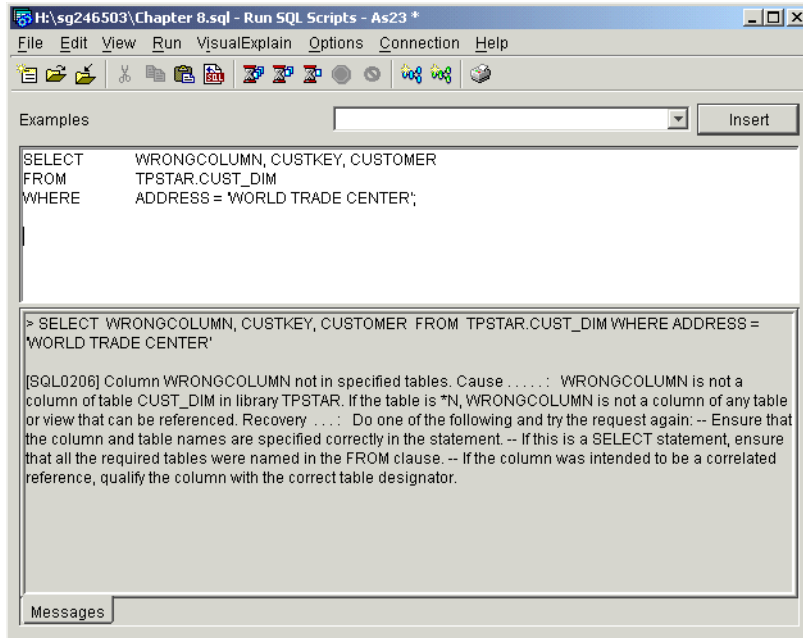 H:\sg246503\Chapter 8.sql - Run SQL Scripts - As23 *
File Edit View Run VisualExplain Options Connection Help
Examples
Insert
SELECT WRONGCOLUMN, CUSTKEY, CUSTOMER
FROM TPSTAR.CUST_DIM
WHERE ADDRESS = 'WORLD TRADE CENTER';
> SELECT WRONGCOLUMN, CUSTKEY, CUSTOMER FROM TPSTAR.CUST_DIM WHERE ADDRESS =
'WORLD TRADE CENTER'
[SQL0206] Column WRONGCOLUMN not in specified tables. Cause . . . . . : WRONGCOLUMN is not a
column of table CUST_DIM in library TPSTAR. If the table is *N, WRONGCOLUMN is not a column of any table
or view that can be referenced. Recovery . . . : Do one of the following and try the request again: -- Ensure that
the column and table names are specified correctly in the statement. -- If this is a SELECT statement, ensure
that all the required tables were named in the FROM clause. -- If the column was intended to be a correlated
reference, qualify the column with the correct table designator.
Messages